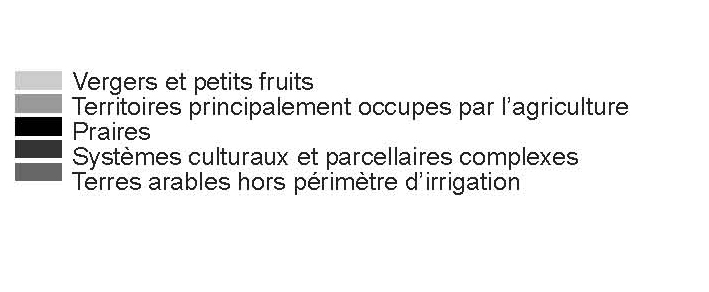 Vergers et petits fruits
Territoires principalement occupes par l’agriculture
Praires
Systèmes culturaux et parcellaires complexes
Terres arables hors périmètre d’irrigation